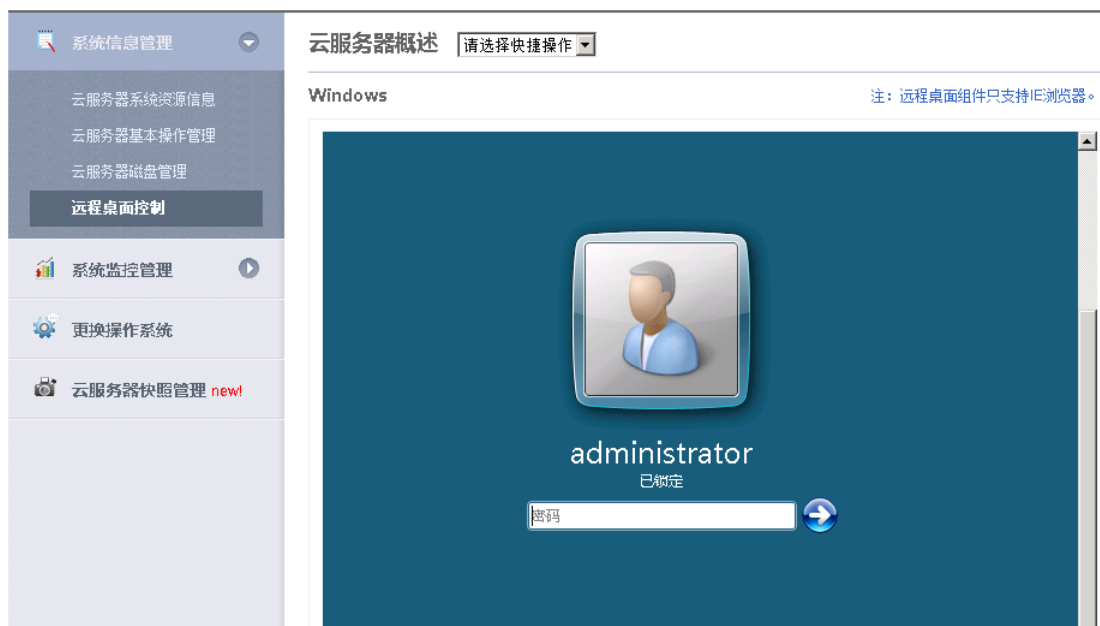 系统信息管理
云服务器系统资源信息
云服务器基本操作管理
云服务器磁盘管理
远程桌面控制
系统监控管理
更换操作系统
云服务器快照管理 new!
云服务器概述 请选择快捷操作
Windows 注：远程桌面组件只支持IE浏览器。
administrator
已锁定
密码